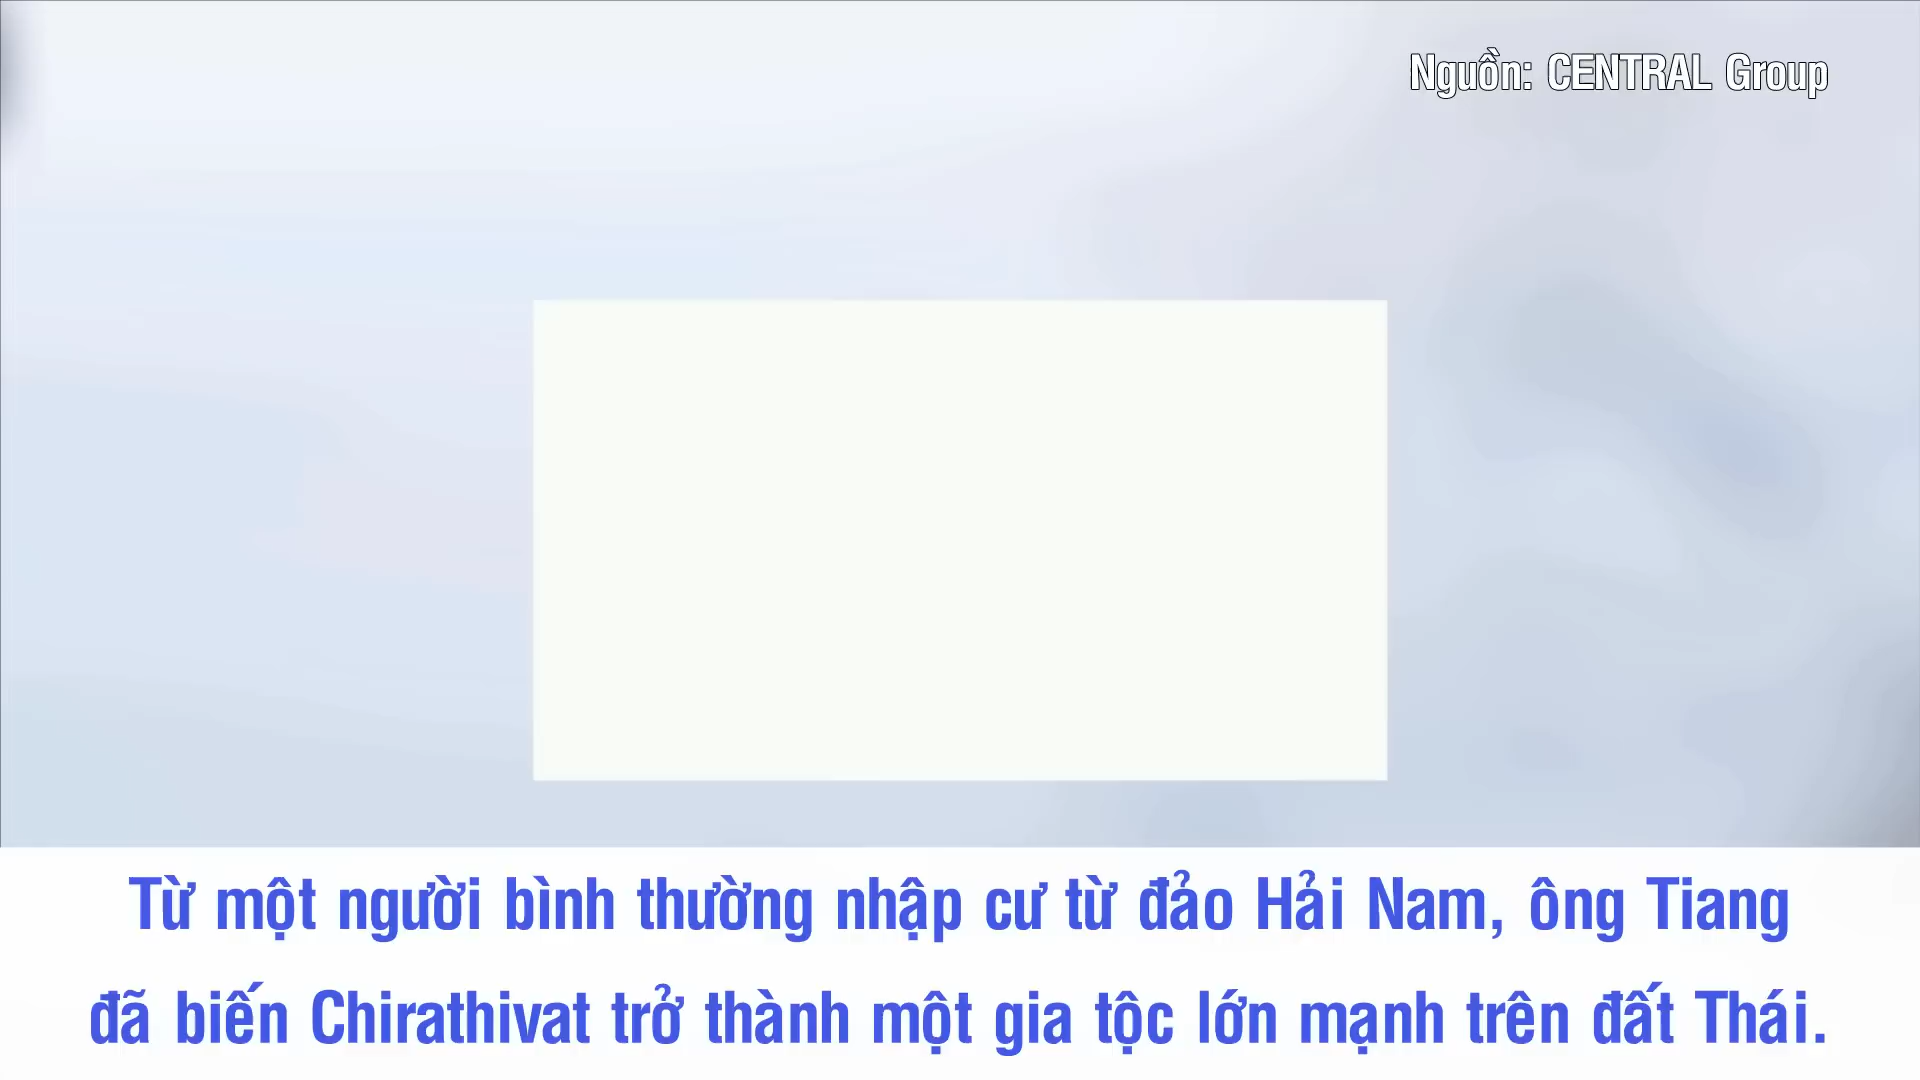 Nguồn: CENTRAL Group
Từ một người bình thường nhập cư từ đảo Hải Nam, ông Tiang
đã biến Chirathivat trở thành một gia tộc lớn mạnh trên đất Thái.